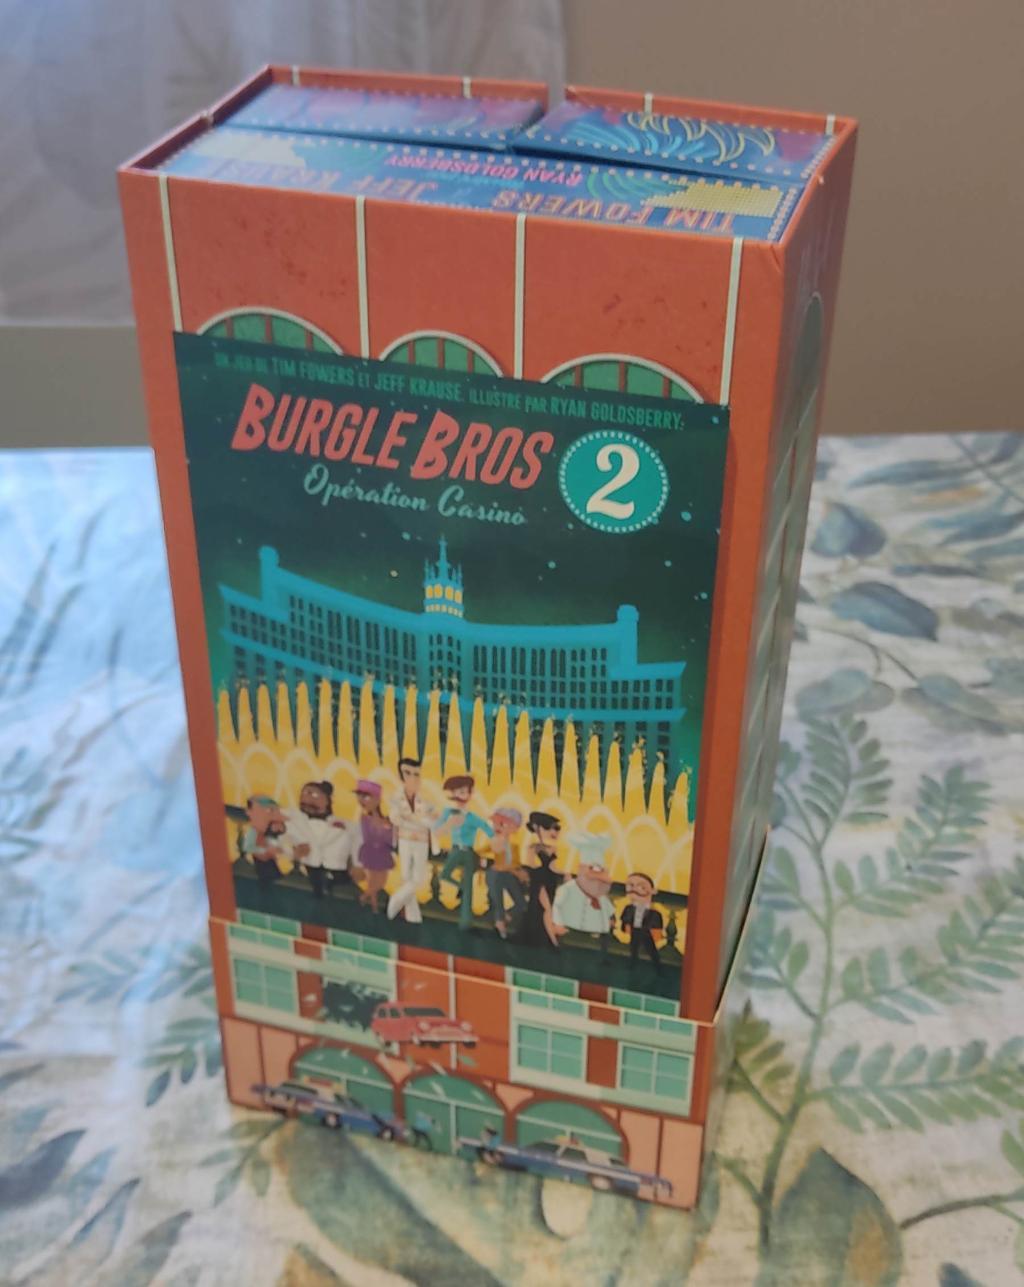 UN JEU DE TIM FOWERS ET JEFF KRAUSE. ILLUSTRÉ PAR RYAN GOLDSBERRY.
BURGLE BROS
2
Opération Casino
TIM FOWERS
JEFF KRAUSE
RYAN GOLDSBERRY